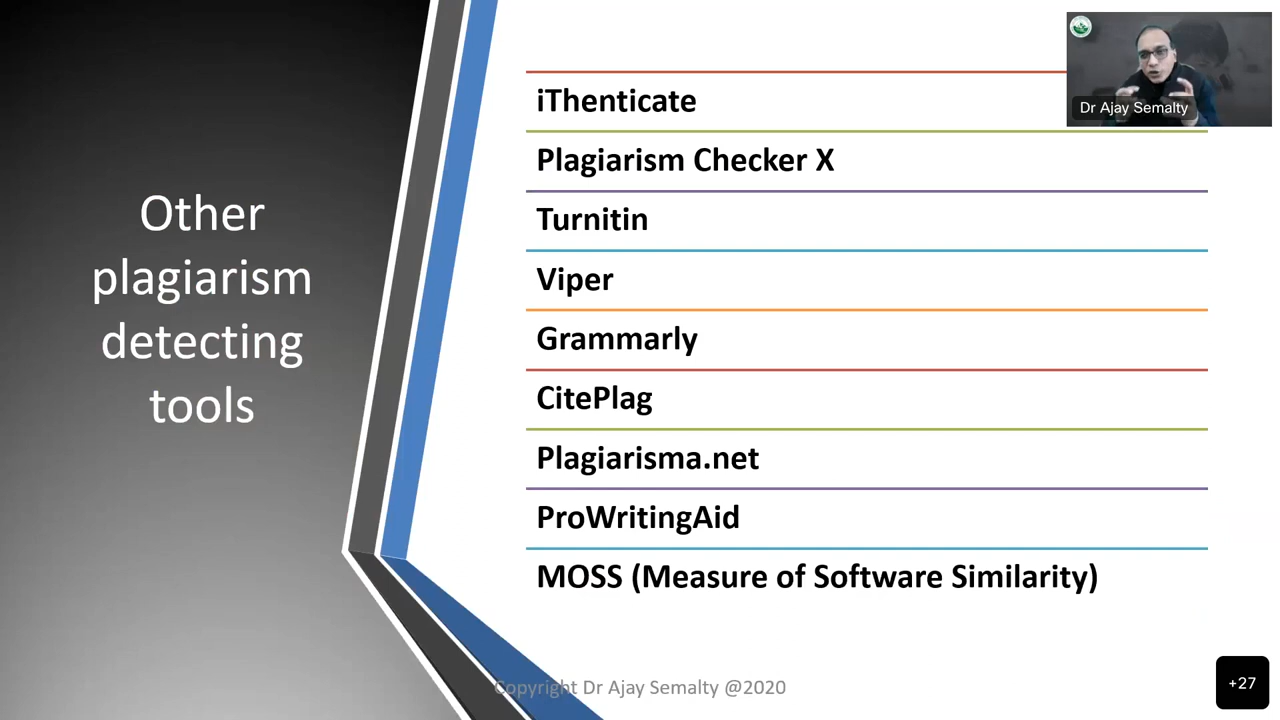 Other
plagiarism
detecting
tools
iThenticate
Plagiarism Checker X
Turnitin
Viper
Grammarly
CitePlag
Plagiarisma.net
ProWritingAid
MOSS (Measure of Software Similarity)
Dr Ajay Semalty
Copyright Dr Ajay Semalty @2020
+27